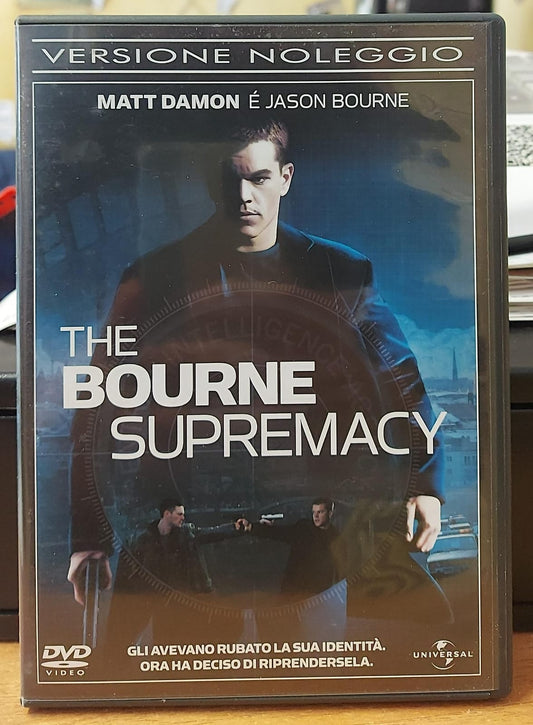 VERSIONE NOLEGGIO
MATT DAMON É JASON BOURNE
INTELLIGENCE
THE
BOURNE
SUPREMACY
DVD
VIDEO
GLI AVEVANO RUBATO LA SUA IDENTITÀ.
ORA HA DECISO DI RIPRENDERSELA.
UNIVERSAL